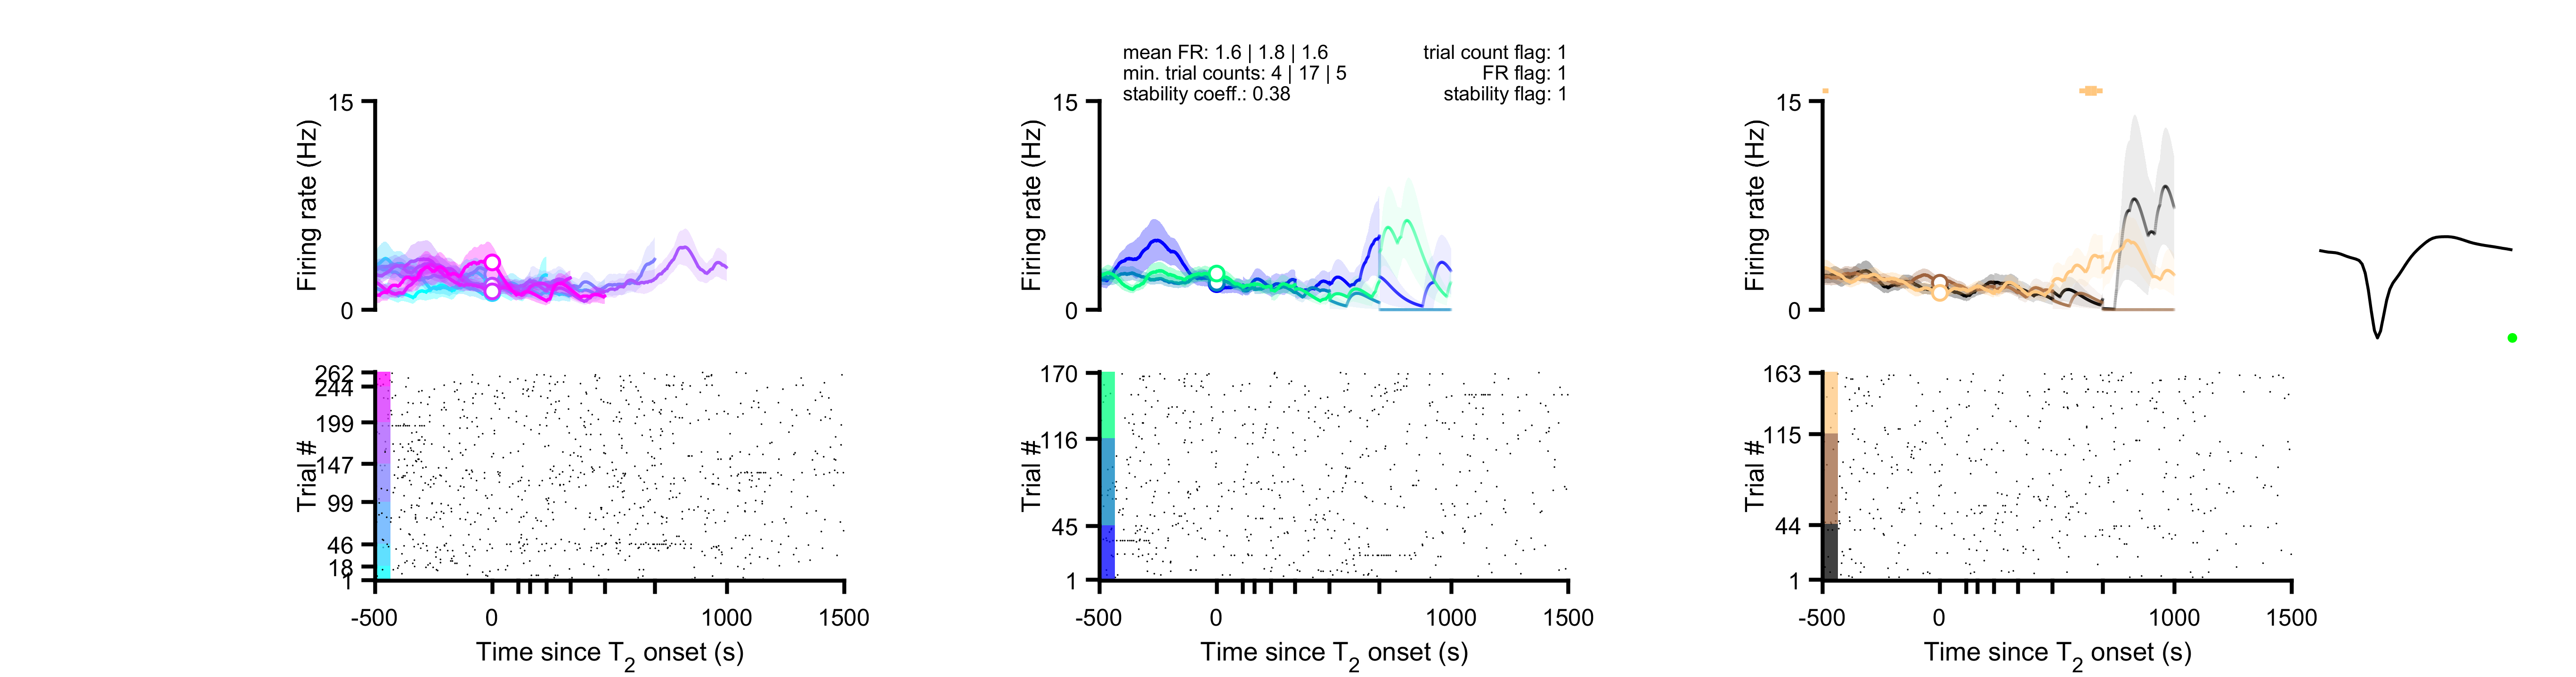 mean FR: 1.6 | 1.8 | 1.6
min. trial counts: 4 | 17 | 5
stability coeff.: 0.38
trial count flag: 1
FR flag: 1
stability flag: 1
15
0
Firing rate (Hz)
262
244
199
147
99
46
18
1
Trial #
-500
0
1000
1500
Time since T2 onset (s)
15
0
Firing rate (Hz)
170
116
45
1
Trial #
-500
0
1000
1500
Time since T2 onset (s)
15
0
Firing rate (Hz)
163
115
44
1
Trial #
-500
0
1000
1500
Time since T2 onset (s)